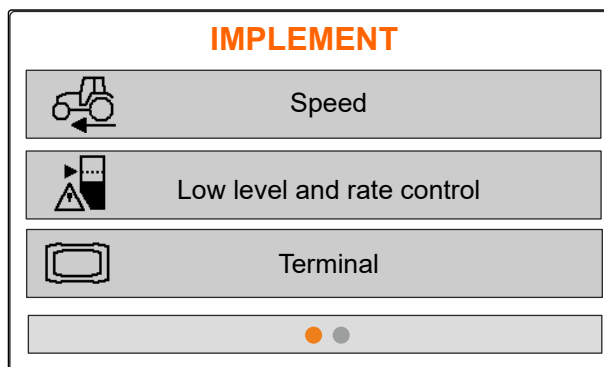 IMPLEMENT
Speed
Low level and rate control
Terminal